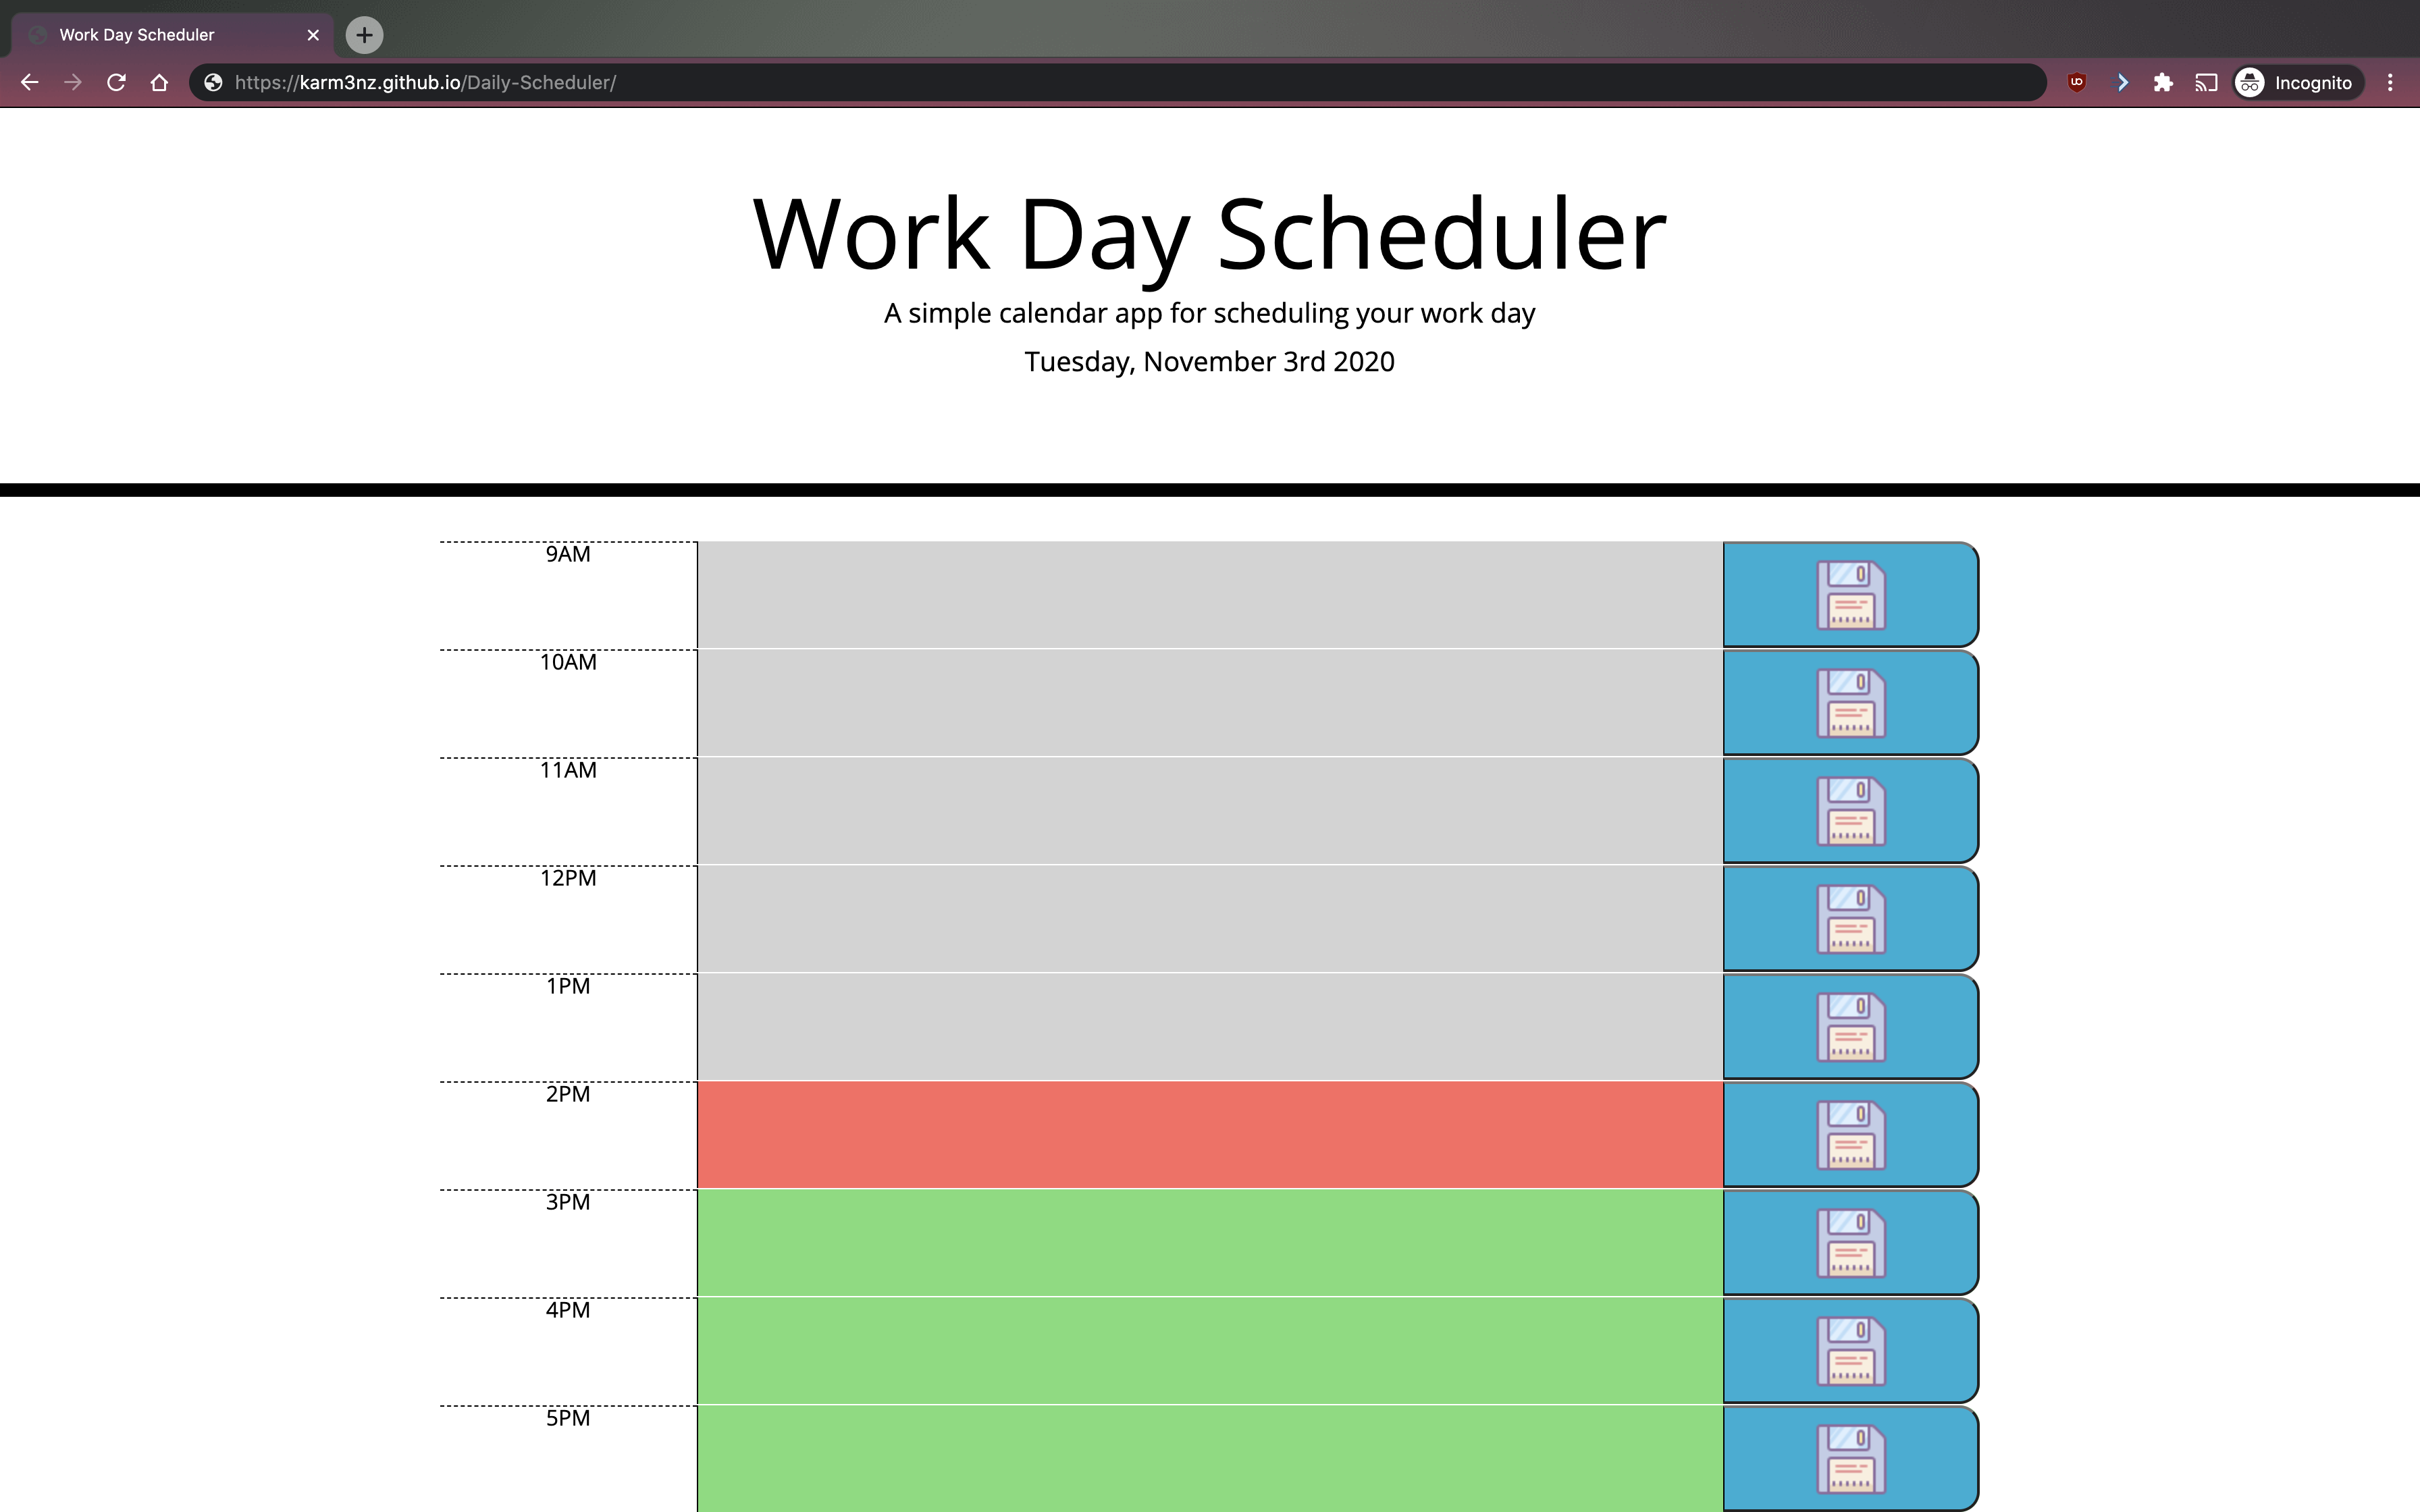 Work Day Scheduler
https://karm3nz.github.io/Daily-Scheduler/
Incognito
Work Day Scheduler
A simple calendar app for scheduling your work day
Tuesday, November 3rd 2020
9AM
10AM
11AM
12PM
1PM
2PM
3PM
4PM
5PM